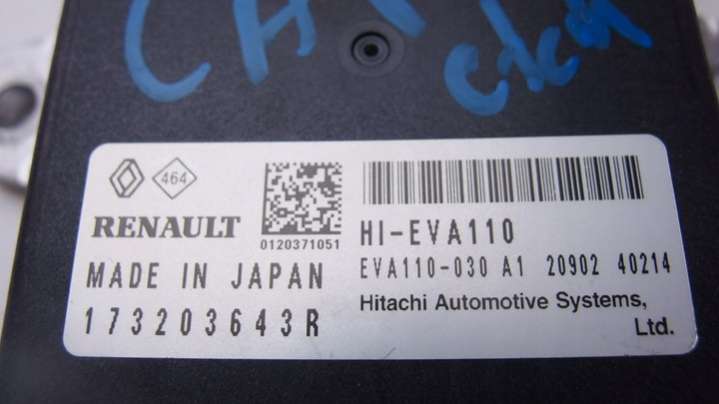 464
RENAULT
0120371051
HI-EVA110
MADE IN JAPAN
EVA110-030 A1 20902 40214
173203643R
Hitachi Automotive Systems,
Ltd.